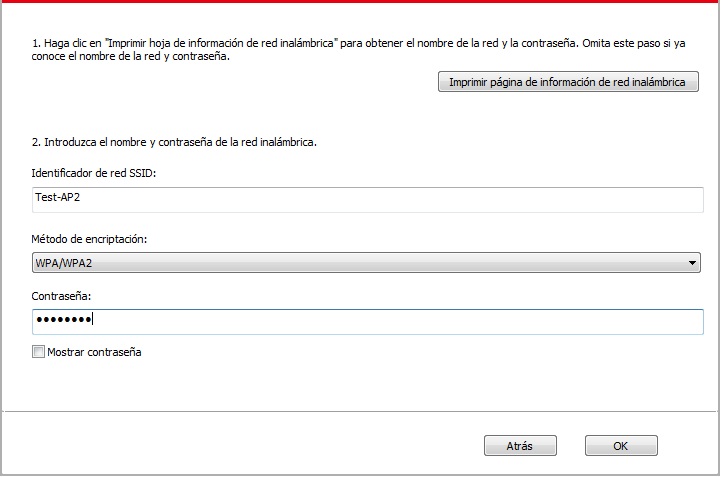 1. Haga clic en "Imprimir hoja de información de red inalámbrica" para obtener el nombre de la red y la contraseña. Omita este paso si ya
conoce el nombre de la red y contraseña.
Imprimir página de información de red inalámbrica
2. Introduzca el nombre y contraseña de la red inalámbrica.
Identificador de red SSID:
Test-AP2
Método de encriptación:
WPA/WPA2
Contraseña:
●●●●●●●●
Mostrar contraseña
Atrás
OK